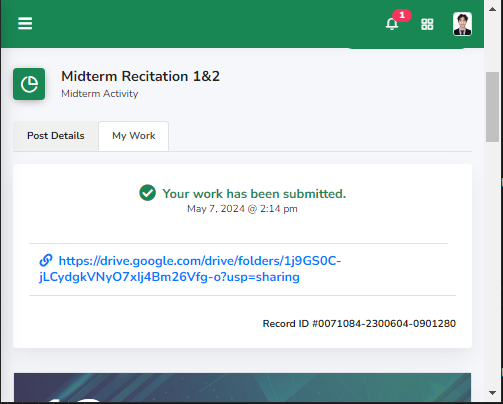 1
Midterm Recitation 1&2
Midterm Activity
Post Details
My Work
Your work has been submitted.
May 7, 2024 @ 2:14 pm
https://drive.google.com/drive/folders/1j9GS0C-
jLCydgkVNyO7xIj4Bm26Vfg-o?usp=sharing
Record ID #0071084-2300604-0901280